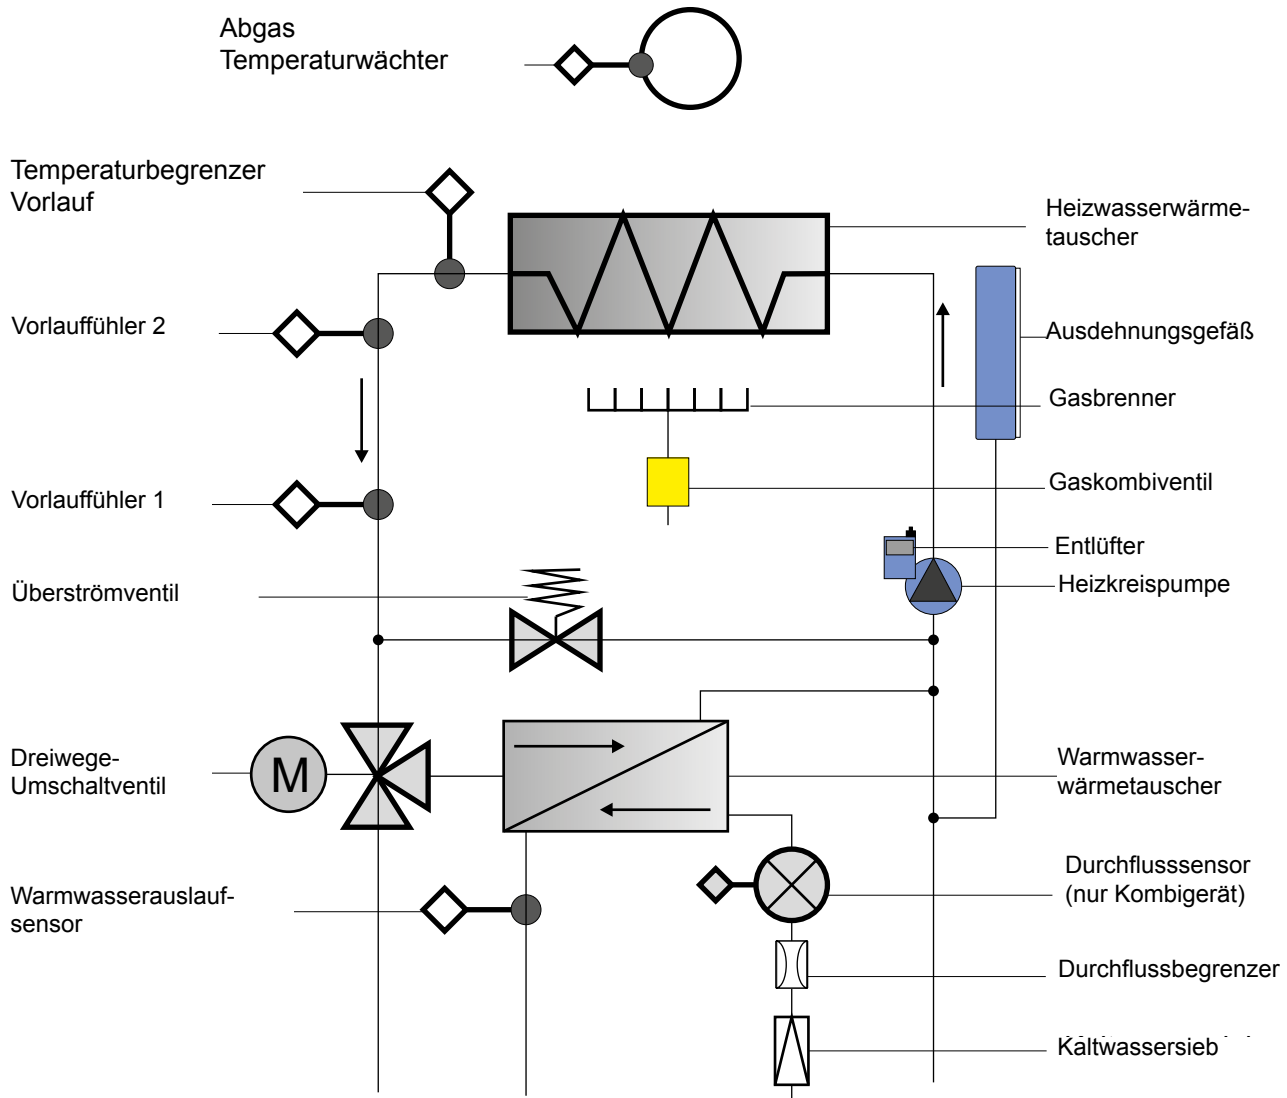 Abgas
Temperaturwächter
Temperaturbegrenzer
Vorlauf
Heizwasserwärme-
tauscher
Vorlauffühler 2
Ausdehnungsgefäß
Gasbrenner
Vorlauffühler 1
Gaskombiventil
Entlüfter
Überströmventil
Heizkreispumpe
Dreiwege-
Umschaltventil
M
Warmwasser-
wärmetauscher
Warmwasserauslauf-
sensor
Durchflusssensor
(nur Kombigerät)
Durchflussbegrenzer
Kaltwassersieb